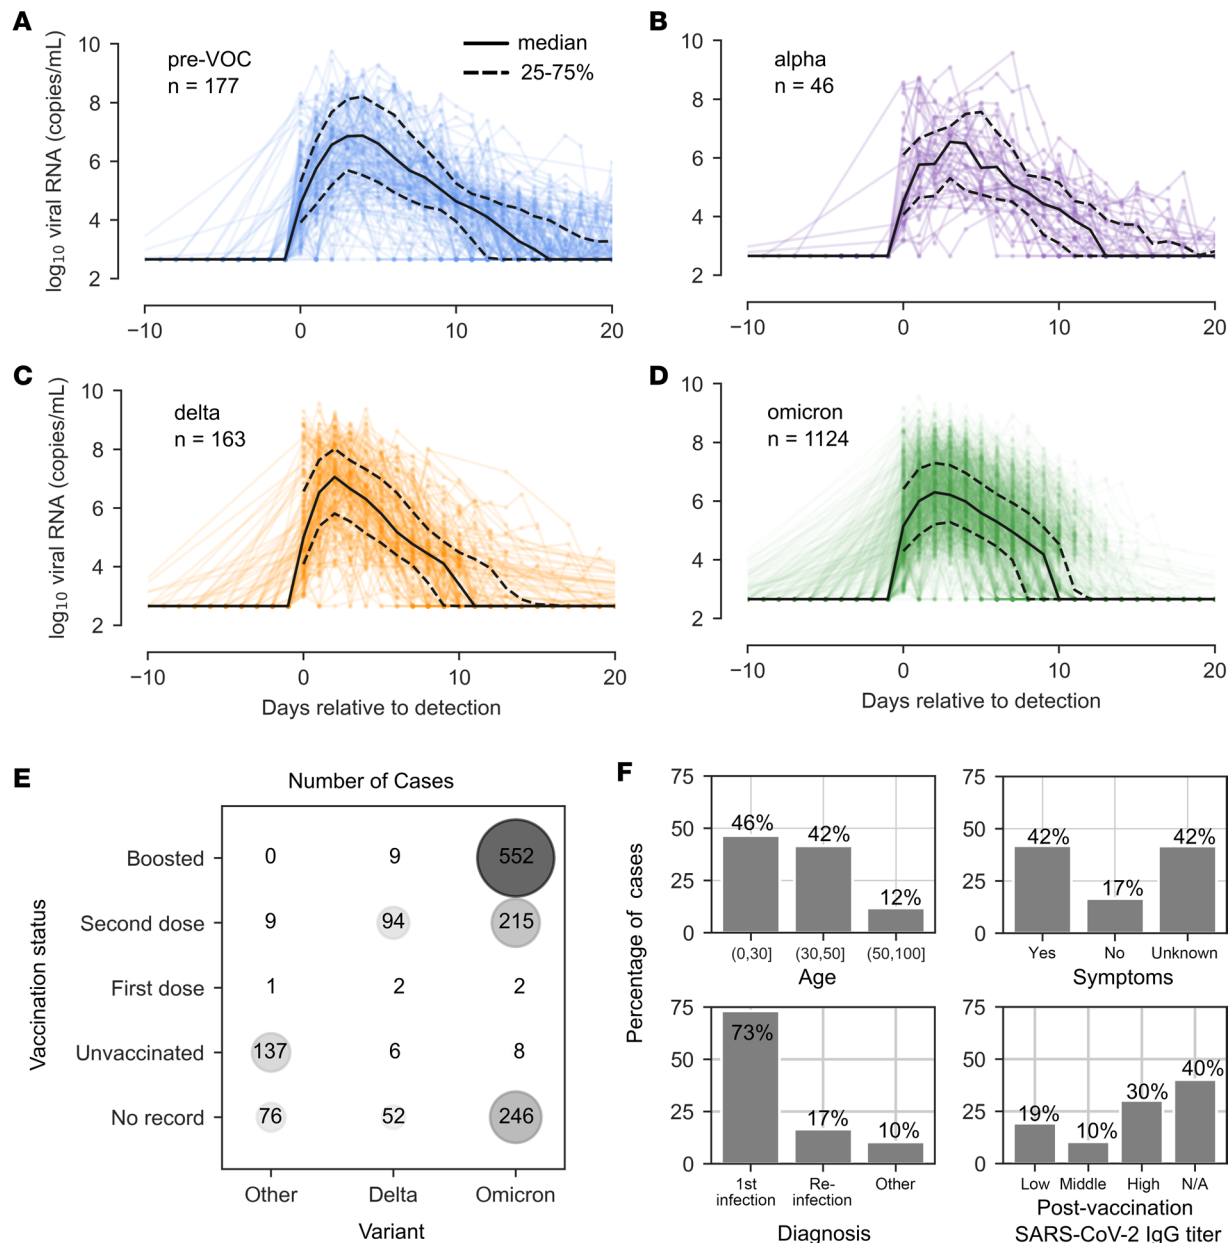 A
log10 viral RNA (copies/mL)
10
8
6
4
2
pre-VOC
n = 177
median
25-75%
−10
0
10
20
B
10
8
6
4
2
alpha
n = 46
−10
0
10
20
C
log10 viral RNA (copies/mL)
10
8
6
4
2
delta
n = 163
−10
0
10
20
Days relative to detection
D
10
8
6
4
2
omicron
n = 1124
−10
0
10
20
Days relative to detection
E
Number of Cases
Vaccination status
Boosted 0 9 552
Second dose 9 94 215
First dose 1 2 2
Unvaccinated 137 6 8
No record 76 52 246
Other Delta Omicron
Variant
F
Percentage of cases
75
50
25
0
46%
42%
12%
(0,30] (30,50] (50,100]
Age
75
50
25
0
42%
17%
42%
Yes No Unknown
Symptoms
75
50
25
0
73%
17%
10%
1st Re- Other
infection infection
Diagnosis
75
50
25
0
19%
10%
30%
40%
Low Middle High N/A
Post-vaccination
SARS-CoV-2 IgG titer